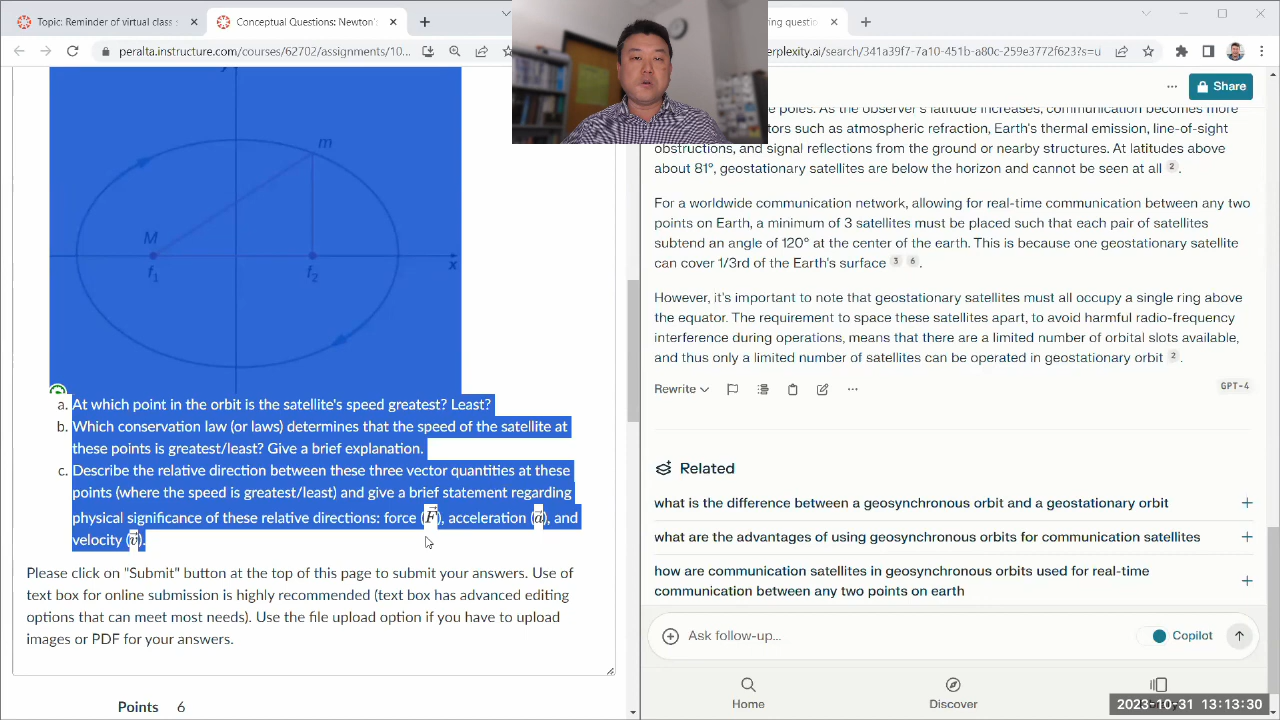 Topic: Reminder of virtual class
Conceptual Questions: Newton's
ing questio
peralta.instructure.com/courses/62702/assignments/10...
erplexity.ai/search/341a39f7-7a10-451b-a80c-259e3772f623?s=u
Share
y
m
M
f1
f2
x
a. At which point in the orbit is the satellite's speed greatest? Least?
b. Which conservation law (or laws) determines that the speed of the satellite at
these points is greatest/least? Give a brief explanation.
c. Describe the relative direction between these three vector quantities at these
points (where the speed is greatest/least) and give a brief statement regarding
physical significance of these relative directions: force (F), acceleration (a), and
velocity (v).
Please click on "Submit" button at the top of this page to submit your answers. Use of
text box for online submission is highly recommended (text box has advanced editing
options that can meet most needs). Use the file upload option if you have to upload
images or PDF for your answers.
Points 6
e poles. As the observer's latitude increases, communication becomes more
tors such as atmospheric refraction, Earth's thermal emission, line-of-sight
obstructions, and signal reflections from the ground or nearby structures. At latitudes above
about 81°, geostationary satellites are below the horizon and cannot be seen at all 2.
For a worldwide communication network, allowing for real-time communication between any two
points on Earth, a minimum of 3 satellites must be placed such that each pair of satellites
subtend an angle of 120° at the center of the earth. This is because one geostationary satellite
can cover 1/3rd of the Earth's surface 3 6.
However, it's important to note that geostationary satellites must all occupy a single ring above
the equator. The requirement to space these satellites apart, to avoid harmful radio-frequency
interference during operations, means that there are a limited number of orbital slots available,
and thus only a limited number of satellites can be operated in geostationary orbit 2.
Rewrite
GPT-4
Related
what is the difference between a geosynchronous orbit and a geostationary orbit
what are the advantages of using geosynchronous orbits for communication satellites
how are communication satellites in geosynchronous orbits used for real-time
communication between any two points on earth
Ask follow-up...
Copilot
Home
Discover
2023-10-31 13:13:30